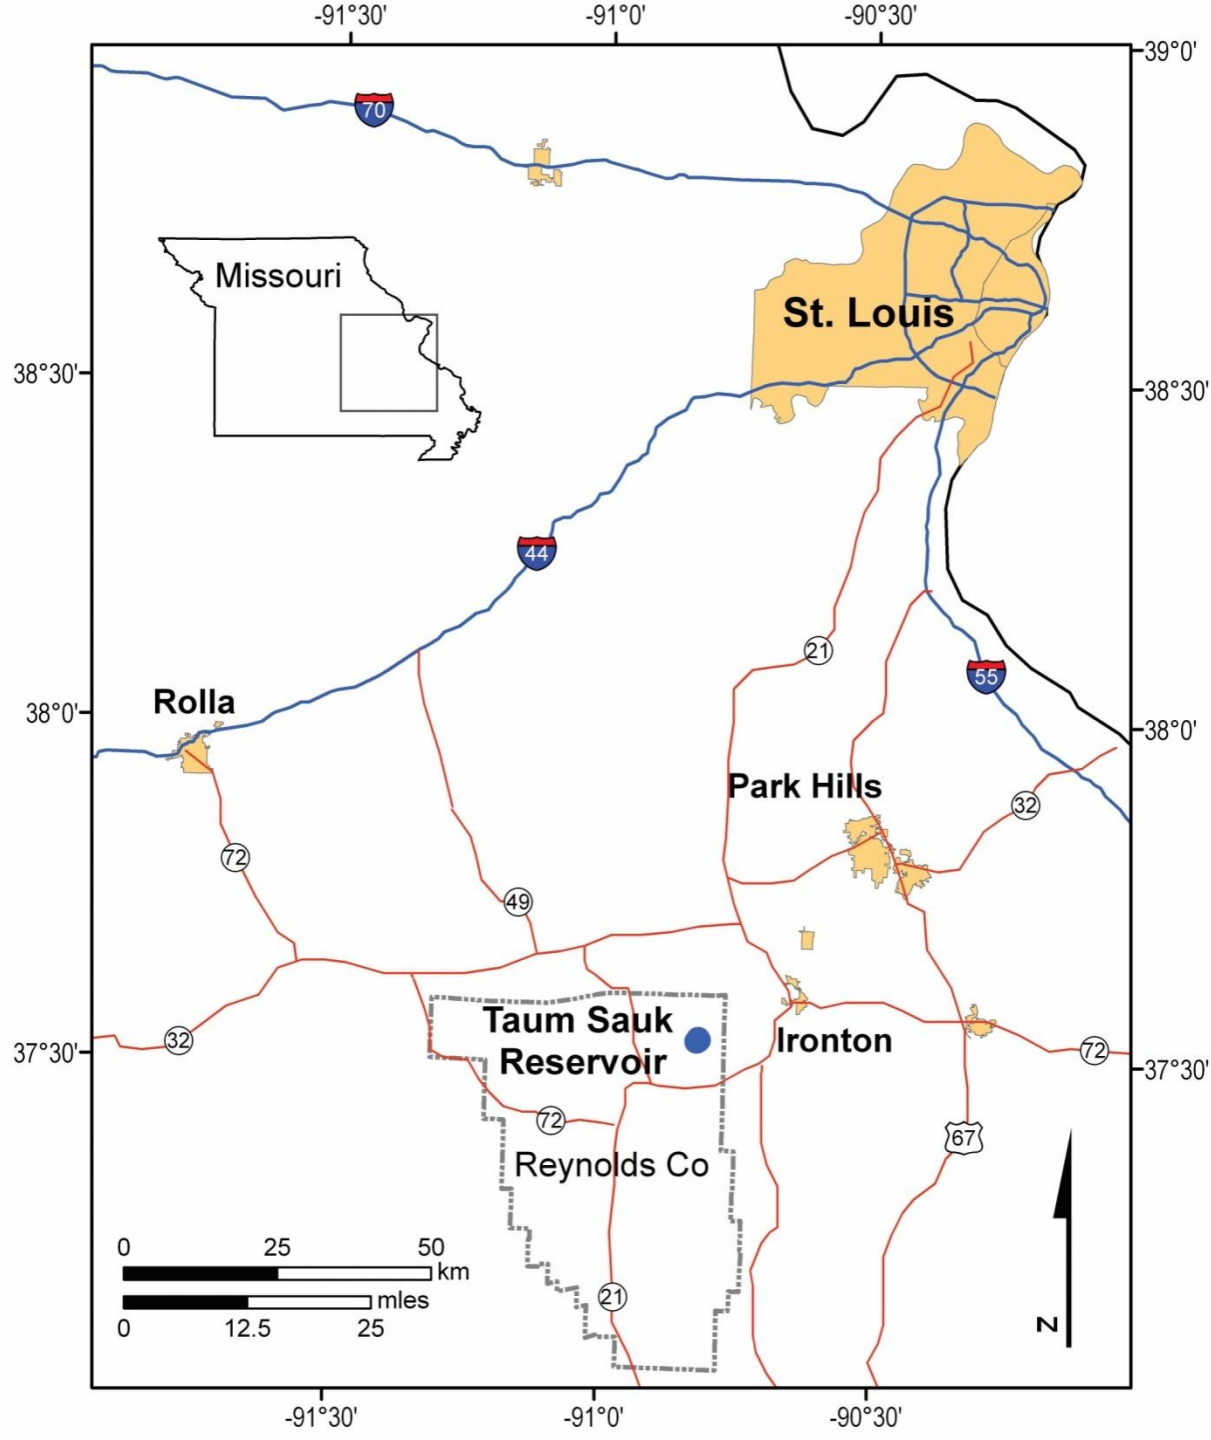 -91°30'
-91°0'
-90°30'
39°0'
70
Missouri
St. Louis
38°30'
38°30'
44
21
55
Rolla
38°0'
38°0'
Park Hills
32
72
49
Taum Sauk
Reservoir
Ironton
32
72
37°30'
37°30'
72
67
Reynolds Co
0 25 50
km
mles
0 12.5 25
21
N
-91°30'
-91°0'
-90°30'